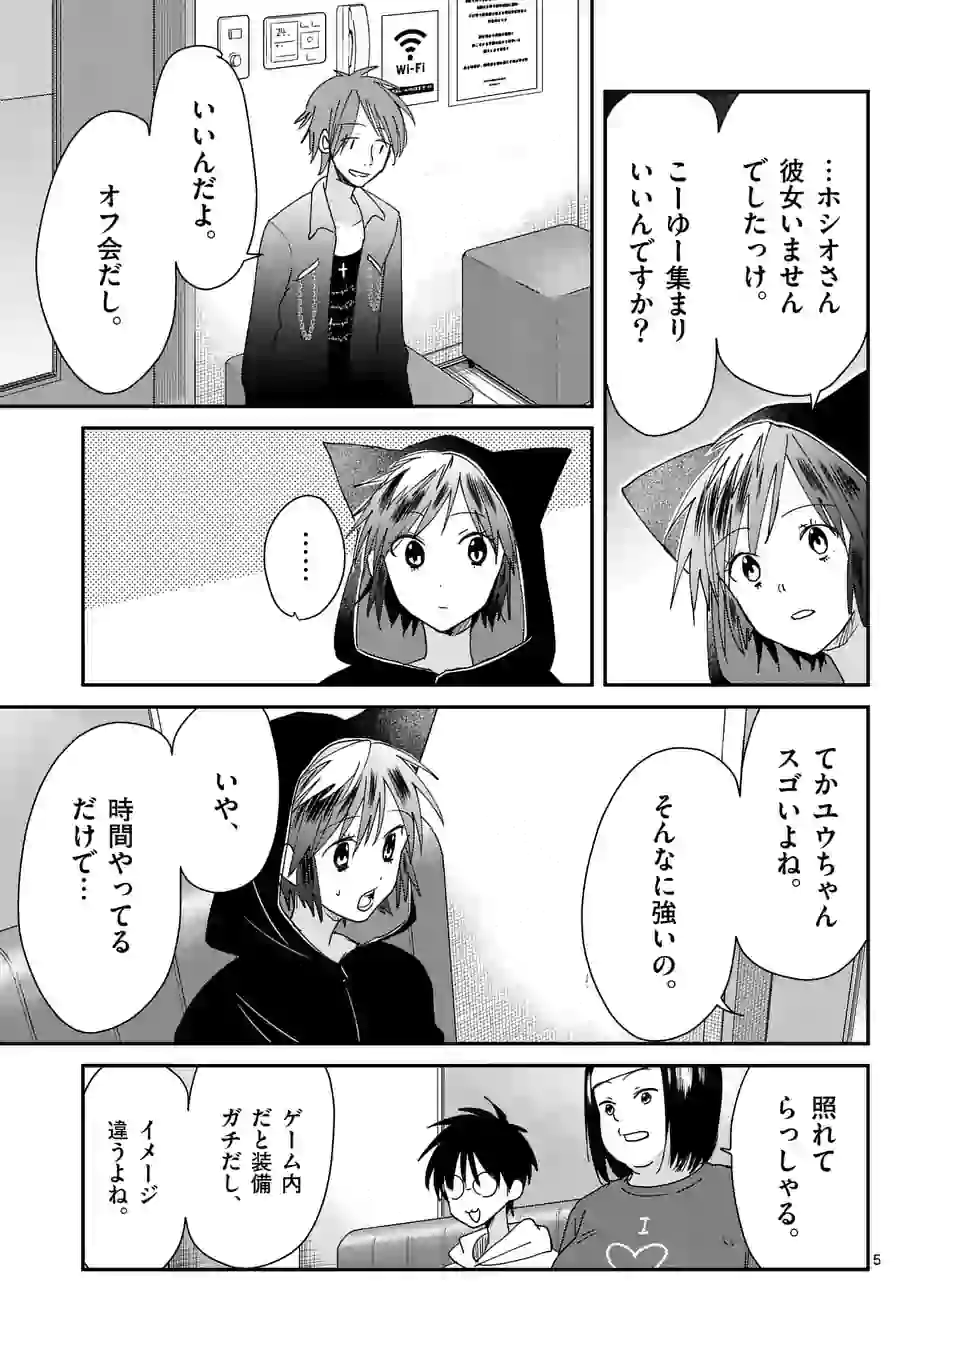 …ホシオさん
彼女いません
でしたっけ。
こーゆー集まり
いいんですか?
Wi-Fi
いいんだよ。
オフ会だし。
……
てかユウちゃん
スゴいよね。
そんなに強いの。
いや、
時間やってる
だけで…
照れて
らっしゃる。
I
ゲーム内
だと装備
ガチだし、
イメージ
違うよね。
5